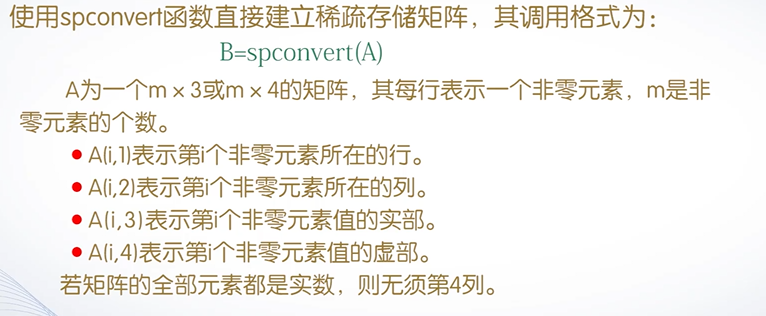 使用spconvert函数直接建立稀疏存储矩阵，其调用格式为：
B=spconvert(A)
A为一个m×3或m×4的矩阵，其每行表示一个非零元素，m是非
零元素的个数。
● A(i,1)表示第i个非零元素所在的行。
● A(i,2)表示第i个非零元素所在的列。
● A(i,3)表示第i个非零元素值的实部。
● A(i,4)表示第i个非零元素值的虚部。
若矩阵的全部元素都是实数，则无须第4列。